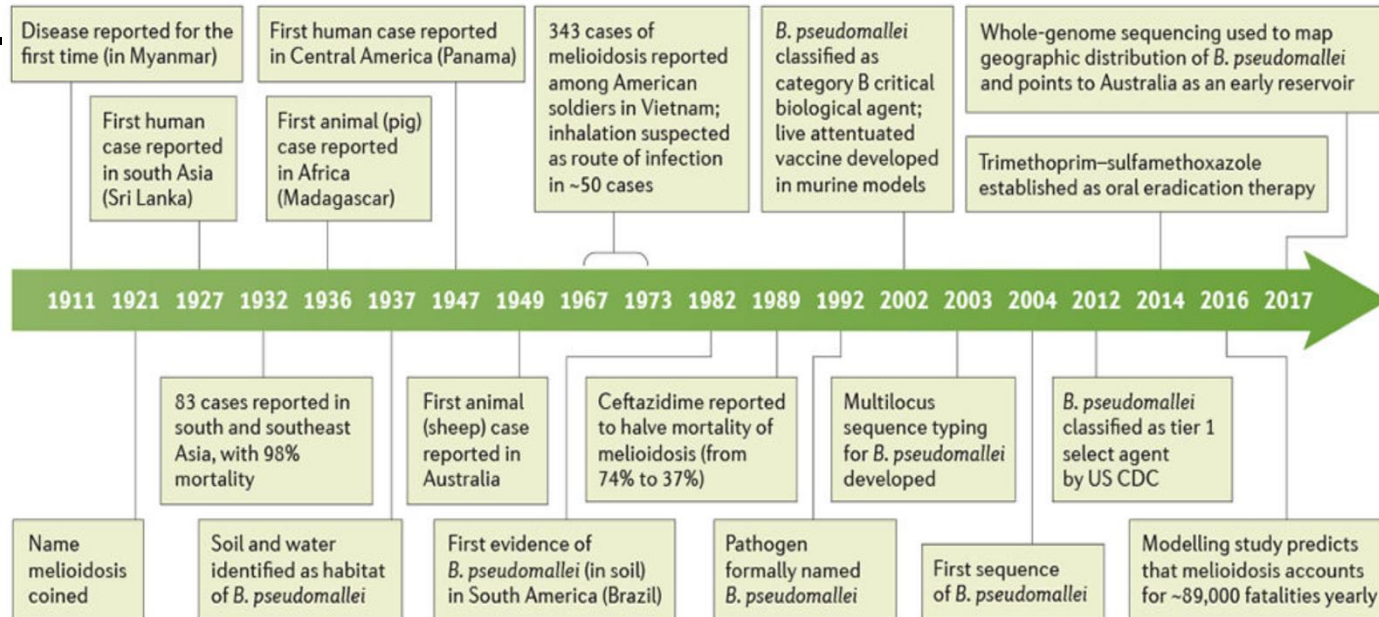 Disease reported for the
first time (in Myanmar)
First human case reported
in Central America (Panama)
343 cases of
melioidosis reported
among American
soldiers in Vietnam;
inhalation suspected
as route of infection
in ~50 cases
B. pseudomallei
classified as
category B critical
biological agent;
live attentuated
vaccine developed
in murine models
Whole-genome sequencing used to map
geographic distribution of B. pseudomallei
and points to Australia as an early reservoir
First human
case reported
in south Asia
(Sri Lanka)
First animal (pig)
case reported
in Africa
(Madagascar)
Trimethoprim–sulfamethoxazole
established as oral eradication therapy
1911 1921 1927 1932 1936 1937 1947 1949 1967 1973 1982 1989 1992 2002 2003 2004 2012 2014 2016 2017
83 cases reported in
south and southeast
Asia, with 98%
mortality
First animal
(sheep) case
reported in
Australia
Ceftazidime reported
to halve mortality of
melioidosis (from
74% to 37%)
Multilocus
sequence typing
for B. pseudomallei
developed
B. pseudomallei
classified as tier 1
select agent
by US CDC
Name
melioidosis
coined
Soil and water
identified as habitat
of B. pseudomallei
First evidence of
B. pseudomallei (in soil)
in South America (Brazil)
Pathogen
formally named
B. pseudomallei
First sequence
of B. pseudomallei
Modelling study predicts
that melioidosis accounts
for ~89,000 fatalities yearly